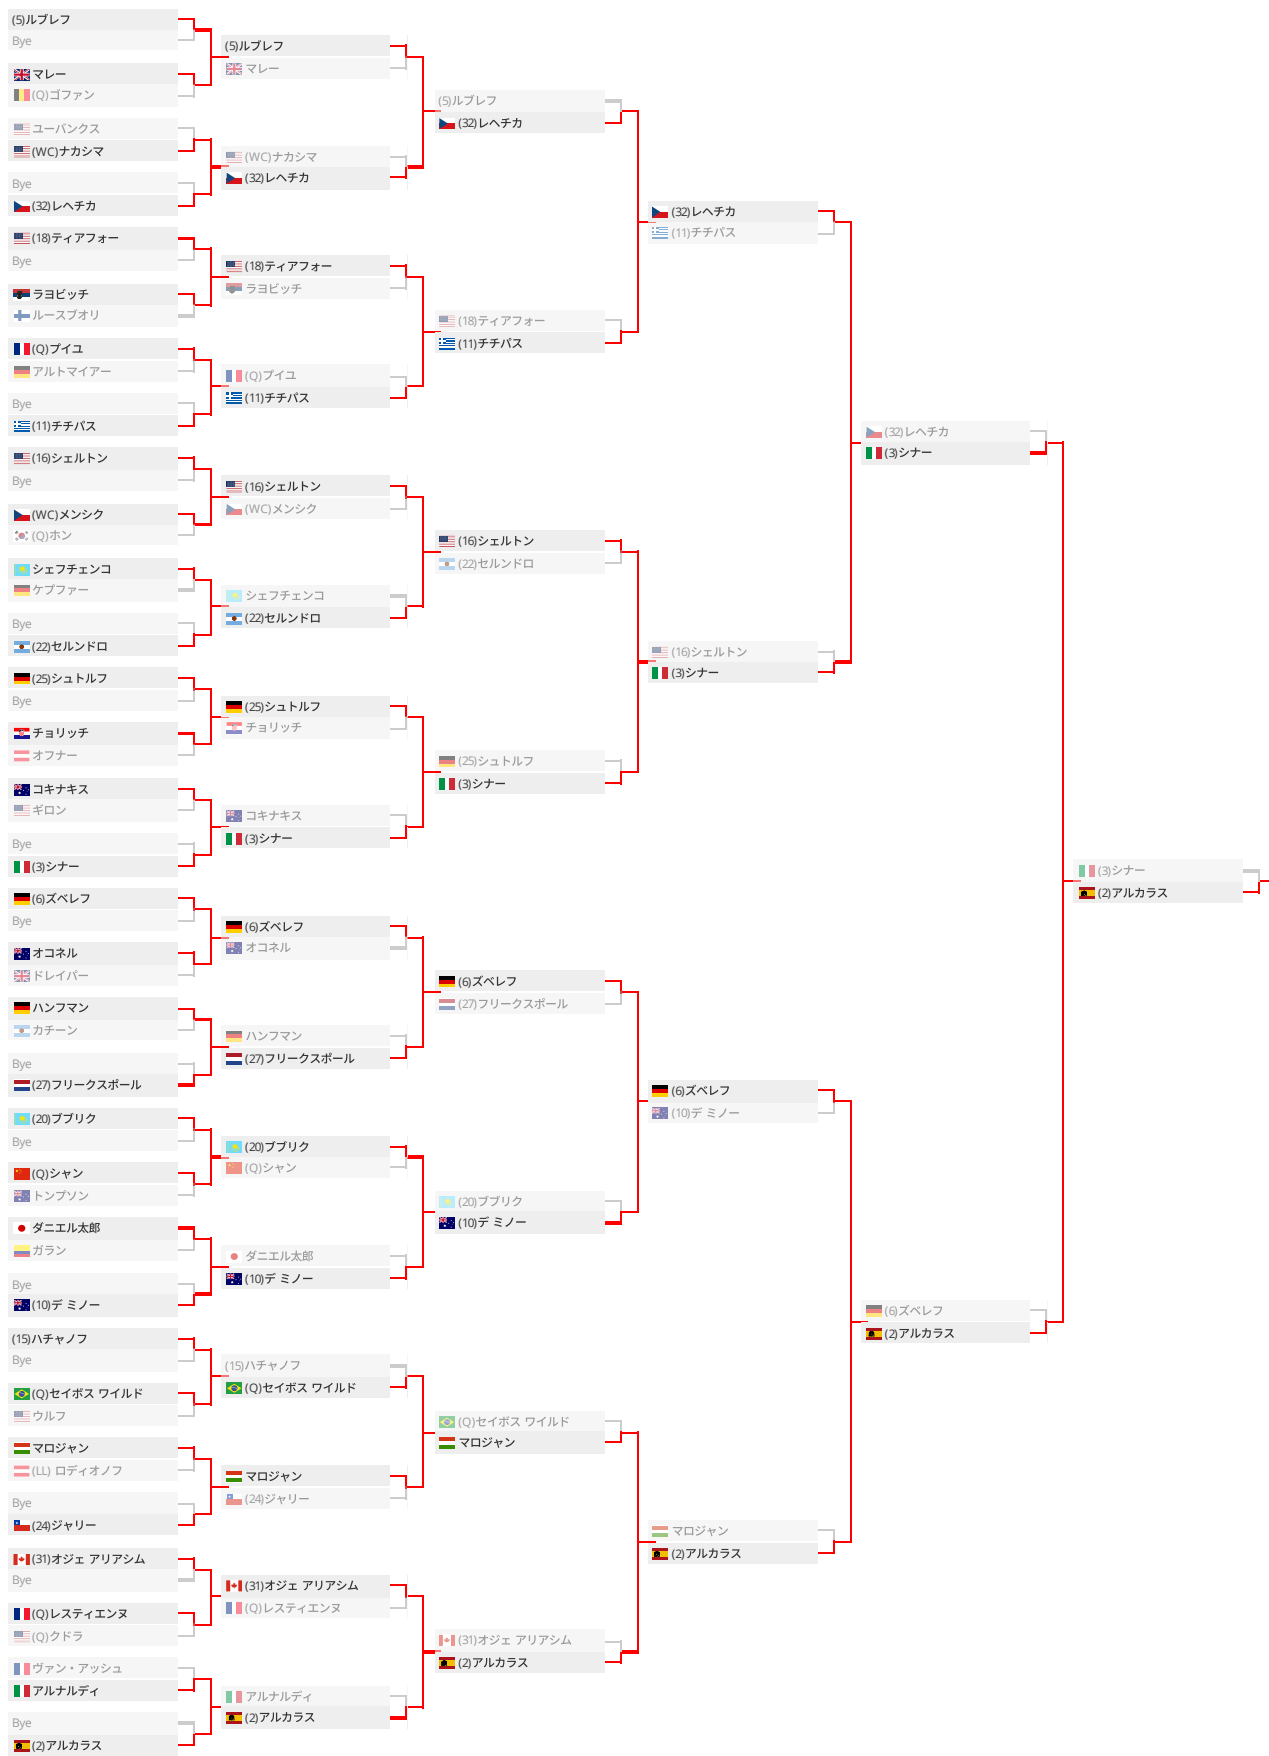 (5)ルブレフ
Bye
マレー
(Q)ゴファン
ユーバンクス
(WC)ナカシマ
Bye
(32)レヘチカ
(18)ティアフォー
Bye
ラヨビッチ
ルースブオリ
(Q)プイユ
アルトマイアー
Bye
(11)チチパス
(16)シェルトン
Bye
(WC)メンシク
(Q)ホン
シェフチェンコ
ケプファー
Bye
(22)セルンドロ
(25)シュトルフ
Bye
チョリッチ
オフナー
コキナキス
ギロン
Bye
(3)シナー
(6)ズベレフ
Bye
オコネル
ドレイパー
ハンフマン
カチーン
Bye
(27)フリークスポール
(20)ブブリク
Bye
(Q)シャン
トンプソン
ダニエル太郎
ガラン
Bye
(10)デ ミノー
(15)ハチャノフ
Bye
(Q)セイボス ワイルド
ウルフ
マロジャン
(LL) ロディオノフ
Bye
(24)ジャリー
(31)オジェ アリアシム
Bye
(Q)レスティエンヌ
(Q)クドラ
ヴァン・アッシュ
アルナルディ
Bye
(2)アルカラス
(5)ルブレフ
マレー
(WC)ナカシマ
(32)レヘチカ
(18)ティアフォー
ラヨビッチ
(Q)プイユ
(11)チチパス
(16)シェルトン
(WC)メンシク
シェフチェンコ
(22)セルンドロ
(25)シュトルフ
チョリッチ
コキナキス
(3)シナー
(6)ズベレフ
オコネル
ハンフマン
(27)フリークスポール
(20)ブブリク
(Q)シャン
ダニエル太郎
(10)デ ミノー
(15)ハチャノフ
(Q)セイボス ワイルド
マロジャン
(24)ジャリー
(31)オジェ アリアシム
(Q)レスティエンヌ
アルナルディ
(2)アルカラス
(5)ルブレフ
(32)レヘチカ
(18)ティアフォー
(11)チチパス
(16)シェルトン
(22)セルンドロ
(25)シュトルフ
(3)シナー
(6)ズベレフ
(27)フリークスポール
(20)ブブリク
(10)デ ミノー
(Q)セイボス ワイルド
マロジャン
(31)オジェ アリアシム
(2)アルカラス
(32)レヘチカ
(11)チチパス
(16)シェルトン
(3)シナー
(6)ズベレフ
(10)デ ミノー
マロジャン
(2)アルカラス
(32)レヘチカ
(3)シナー
(6)ズベレフ
(2)アルカラス
(3)シナー
(2)アルカラス